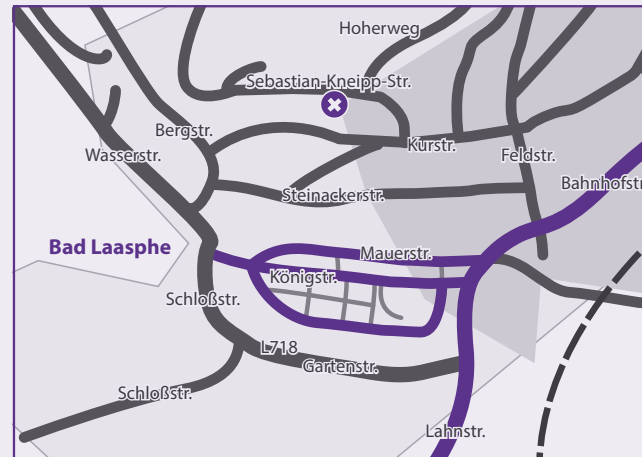 Hoherweg
Sebastian-Kneipp-Str.
Bergstr.
Kurstr.
Wasserstr.
Feldstr.
Bahnhofstr
Steinackerstr.
Bad Laasphe
Mauerstr.
Königstr.
Schloßstr.
L718
Gartenstr.
Schloßstr.
Lahnstr.